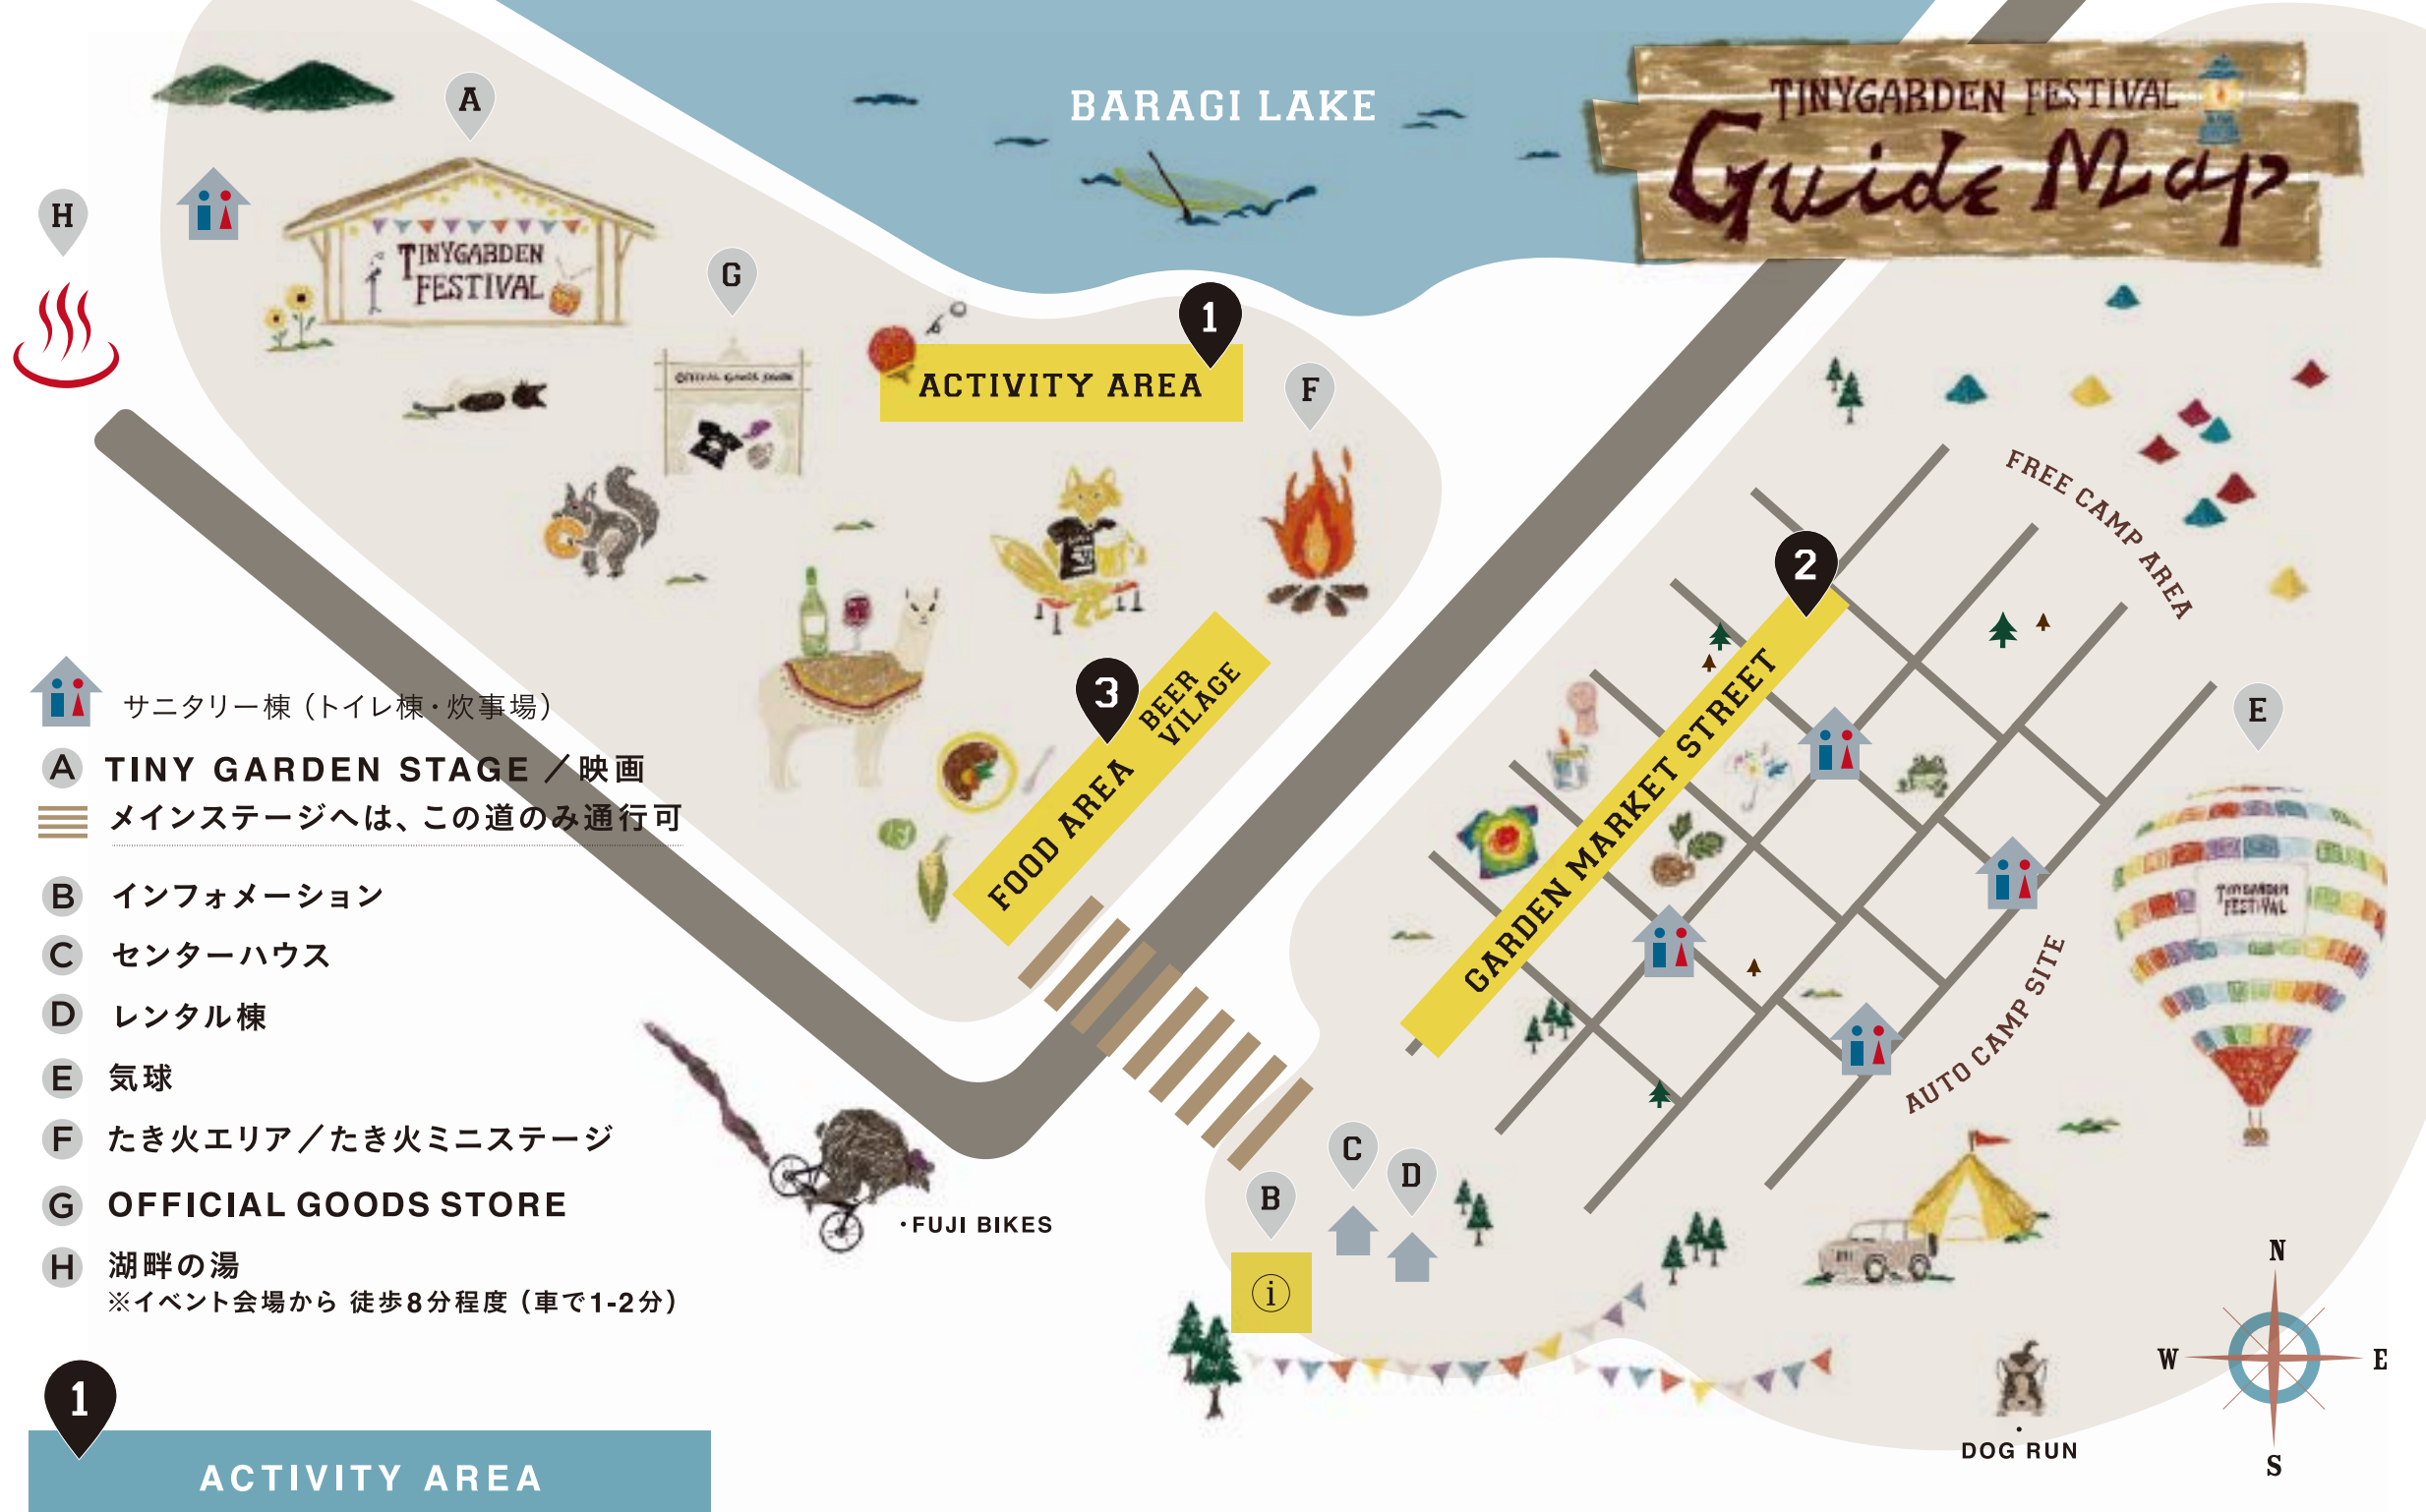 BARAGI LAKE
TINYGARDEN FESTIVAL
Guide Map
A
H
TINYGARDEN
FESTIVAL
G
OFFICIAL GOODS STORE
1
ACTIVITY AREA
F
2
FREE CAMP AREA
3
BEER
VILAGE
FOOD AREA
GARDEN MARKET STREET
E
TINYGARDEN
FESTIVAL
AUTO CAMP SITE
サニタリー棟（トイレ棟・炊事場）
A TINY GARDEN STAGE／映画
メインステージへは、この道のみ通行可
B インフォメーション
C センターハウス
D レンタル棟
E 気球
F たき火エリア／たき火ミニステージ
G OFFICIAL GOODS STORE
H 湖畔の湯
※イベント会場から 徒歩8分程度（車で1-2分）
・FUJI BIKES
C
D
B
i
N
W
E
S
DOG RUN
1
ACTIVITY AREA